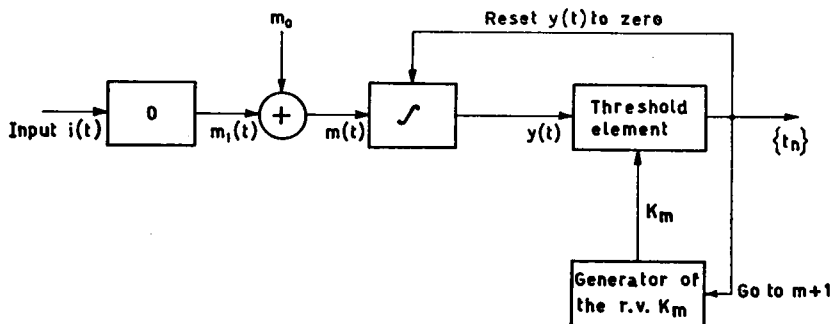 m₀
Reset y(t) to zero
0
+
∫
Threshold
element
Input i(t)
m₁(t)
m(t)
y(t)
{tₙ}
Kₘ
Generator of
the r.v. Kₘ
Go to m+1